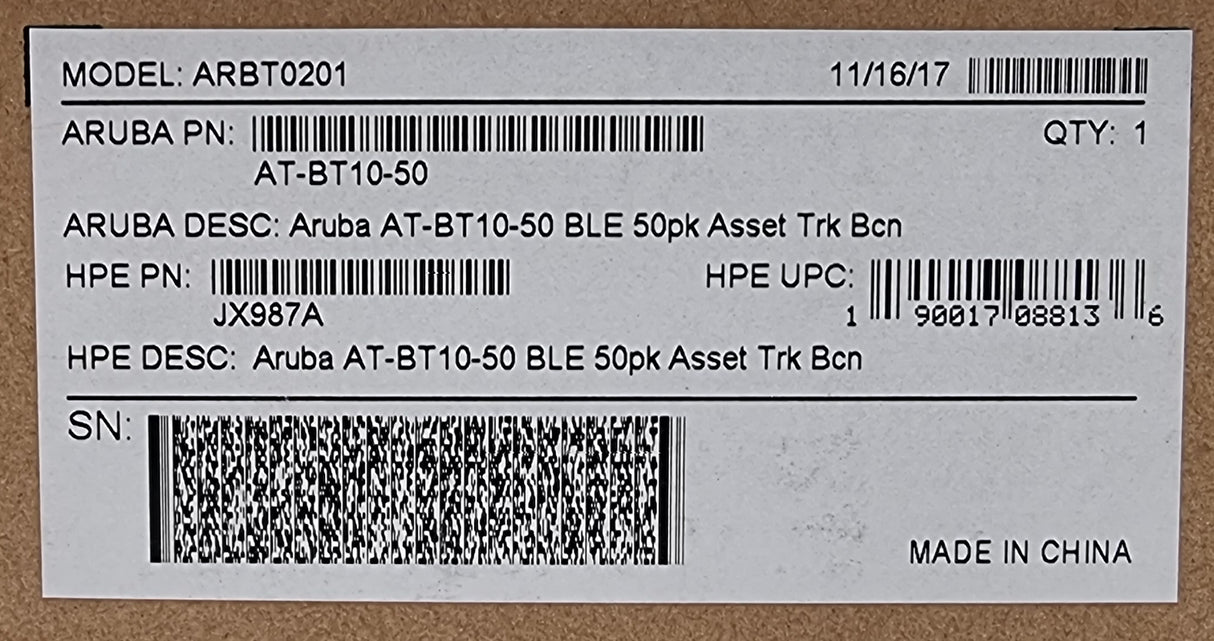 MODEL: ARBT0201 11/16/17
ARUBA PN: QTY: 1
AT-BT10-50
ARUBA DESC: Aruba AT-BT10-50 BLE 50pk Asset Trk Bcn
HPE PN: HPE UPC:
JX987A 1 90017 08813 6
HPE DESC: Aruba AT-BT10-50 BLE 50pk Asset Trk Bcn
SN:
MADE IN CHINA